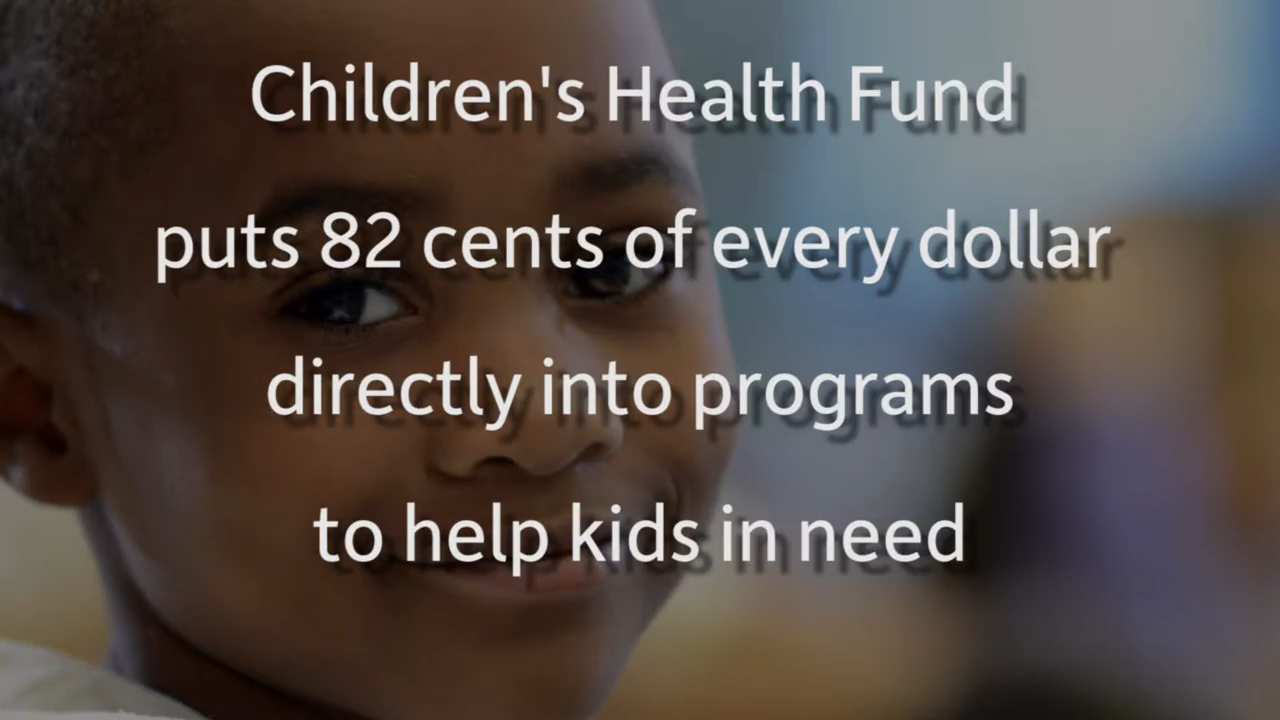 Children's Health Fund
puts 82 cents of every dollar
directly into programs
to help kids in need